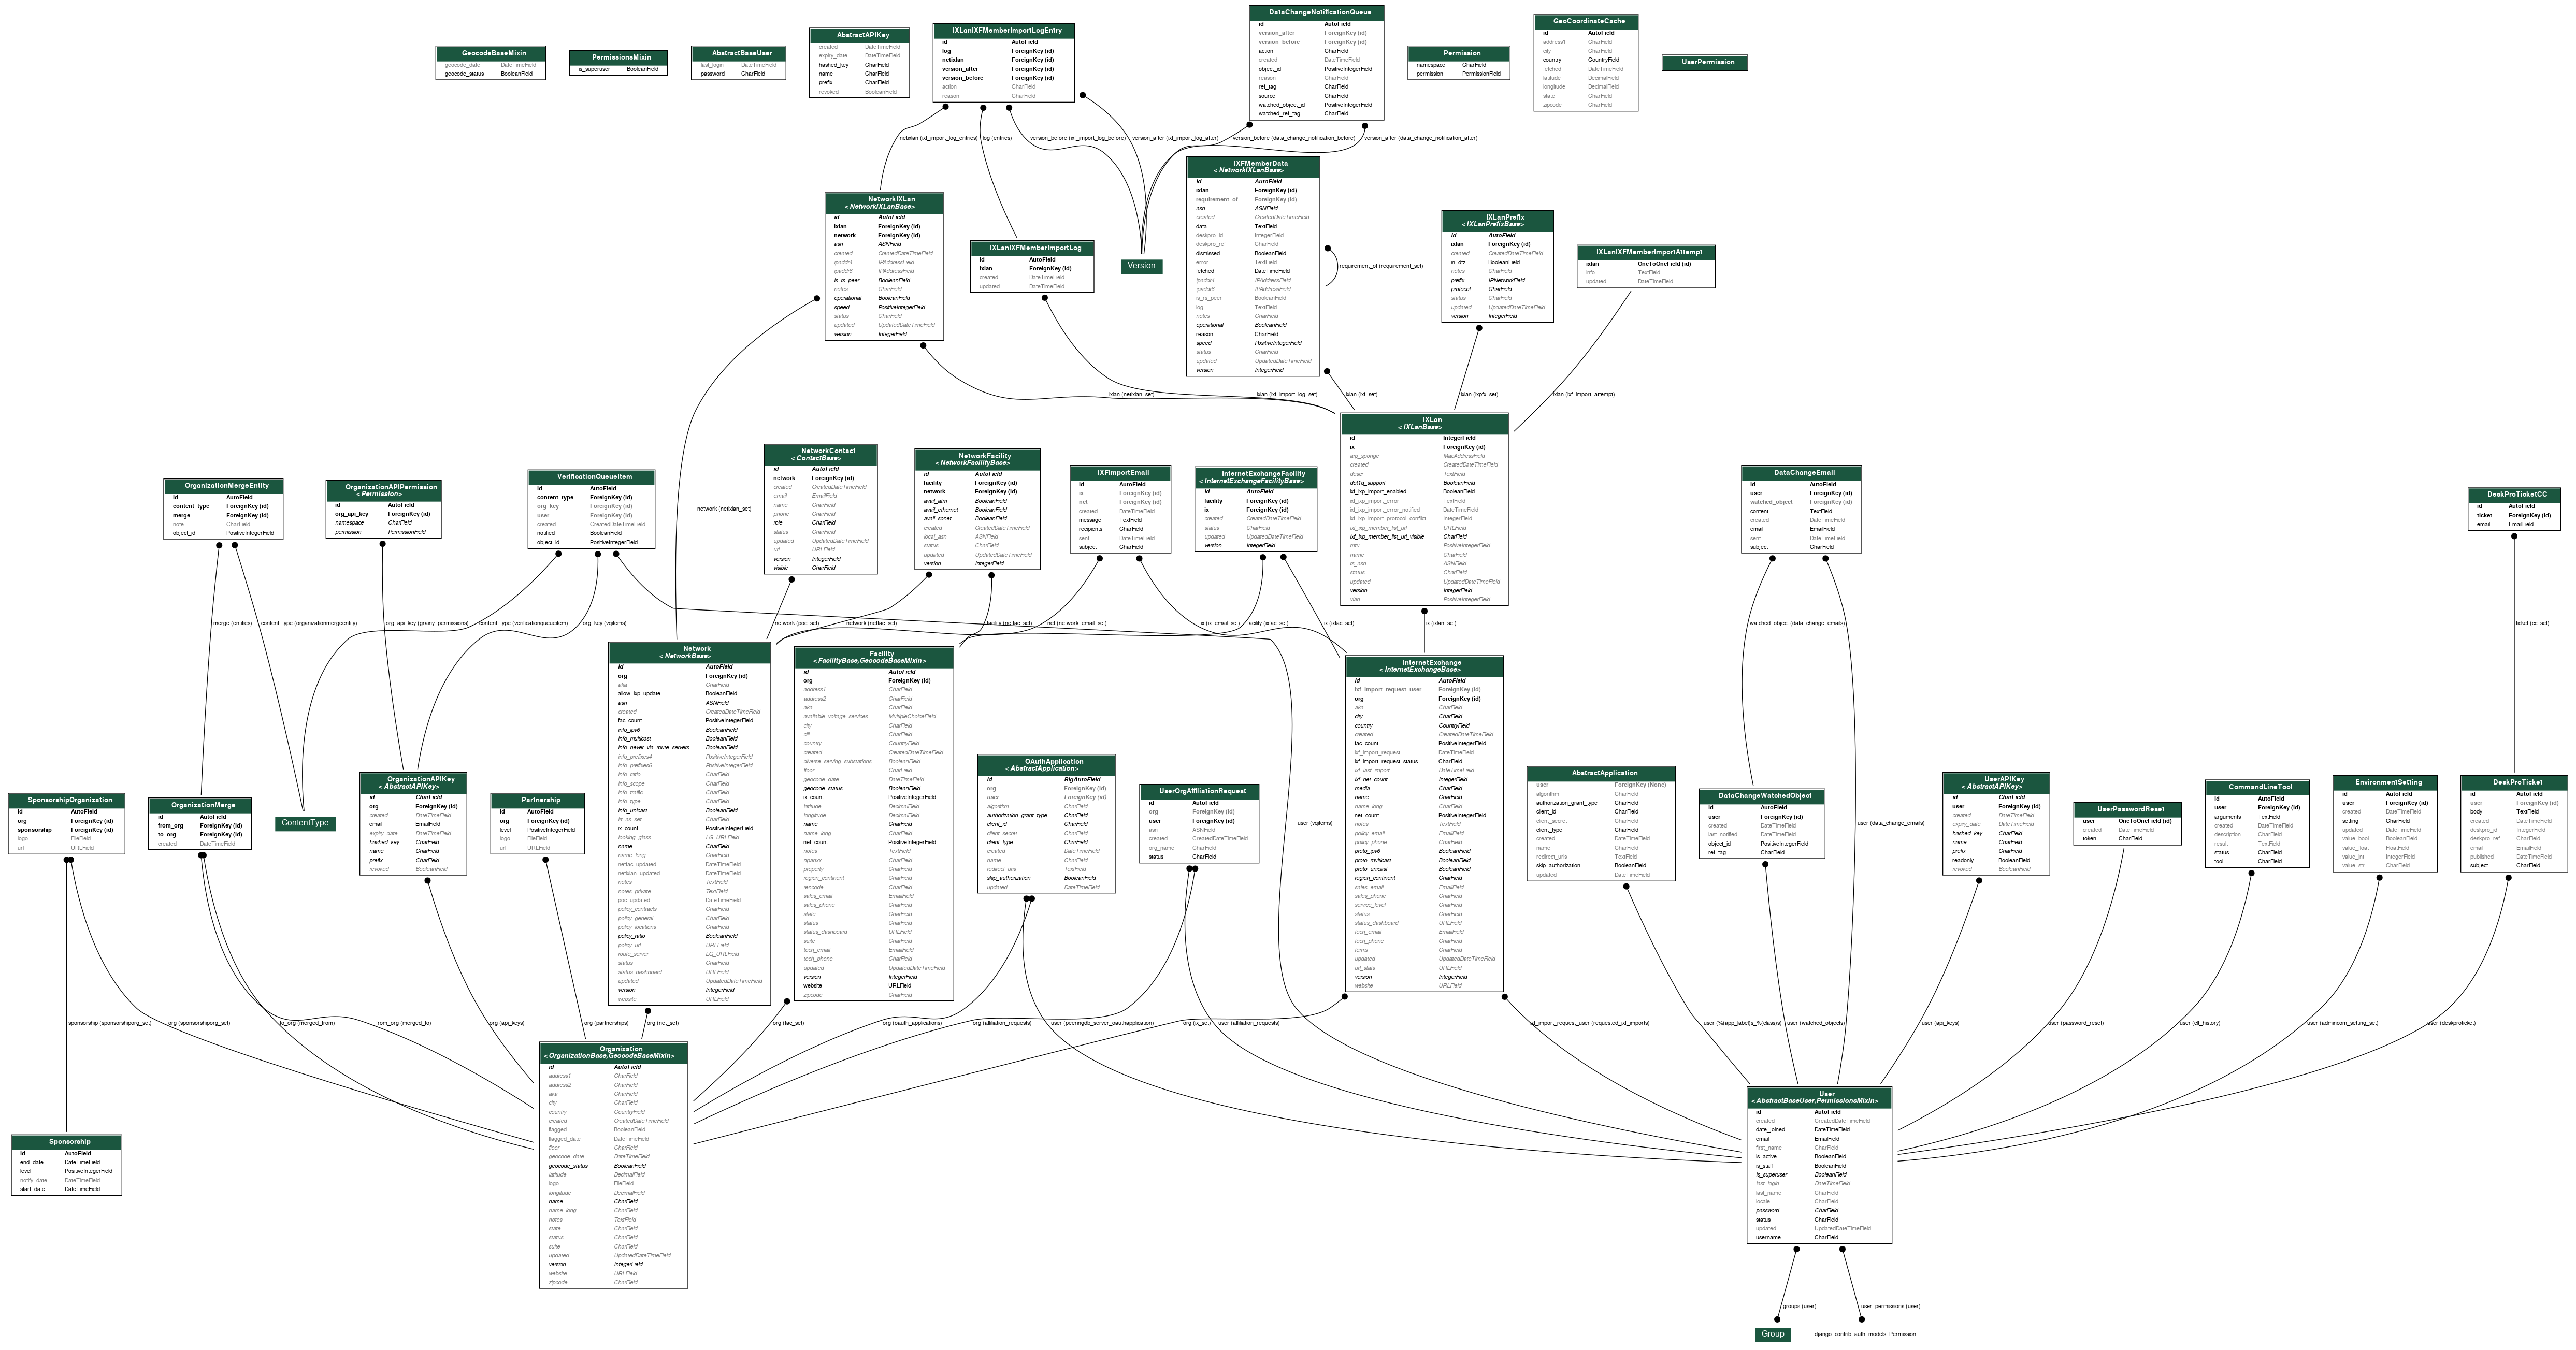 GeocodeBaseMixin
geocode_date DateTimeField
geocode_status BooleanField
PermissionsMixin
is_superuser BooleanField
AbstractBaseUser
last_login DateTimeField
password CharField
AbstractAPIKey
created DateTimeField
expiry_date DateTimeField
hashed_key CharField
name CharField
prefix CharField
revoked BooleanField
IXLanIXFMemberImportLogEntry
id AutoField
log ForeignKey (id)
netixlan ForeignKey (id)
version_after ForeignKey (id)
version_before ForeignKey (id)
action CharField
reason CharField
DataChangeNotificationQueue
id AutoField
version_after ForeignKey (id)
version_before ForeignKey (id)
action CharField
created DateTimeField
object_id PositiveIntegerField
reason CharField
ref_tag CharField
source CharField
watched_object_id PositiveIntegerField
watched_ref_tag CharField
Permission
namespace CharField
permission PermissionField
GeoCoordinateCache
id AutoField
address1 CharField
city CharField
country CountryField
fetched DateTimeField
latitude DecimalField
longitude DecimalField
state CharField
zipcode CharField
UserPermission
netixlan (ixf_import_log_entries)
log (entries)
version_before (ixf_import_log_before)
version_after (ixf_import_log_after)
version_before (data_change_notification_before)
version_after (data_change_notification_after)
NetworkIXLan
<NetworkIXLanBase>
id AutoField
ixlan ForeignKey (id)
network ForeignKey (id)
asn ASNField
created CreatedDateTimeField
ipaddr4 IPAddressField
ipaddr6 IPAddressField
is_rs_peer BooleanField
notes CharField
operational BooleanField
speed PositiveIntegerField
status CharField
updated UpdatedDateTimeField
version IntegerField
IXLanIXFMemberImportLog
id AutoField
ixlan ForeignKey (id)
created DateTimeField
updated DateTimeField
Version
IXFMemberData
<NetworkIXLanBase>
id AutoField
ixlan ForeignKey (id)
requirement_of ForeignKey (id)
asn ASNField
created CreatedDateTimeField
data TextField
deskpro_id IntegerField
deskpro_ref CharField
dismissed BooleanField
error TextField
fetched DateTimeField
ipaddr4 IPAddressField
ipaddr6 IPAddressField
is_rs_peer BooleanField
log TextField
notes CharField
operational BooleanField
reason CharField
speed PositiveIntegerField
status CharField
updated UpdatedDateTimeField
version IntegerField
requirement_of (requirement_set)
IXLanPrefix
<IXLanPrefixBase>
id AutoField
ixlan ForeignKey (id)
created CreatedDateTimeField
in_dfz BooleanField
notes CharField
prefix IPNetworkField
protocol CharField
status CharField
updated UpdatedDateTimeField
version IntegerField
IXLanIXFMemberImportAttempt
ixlan OneToOneField (id)
info TextField
updated DateTimeField
ixlan (netixlan_set)
ixlan (ixf_import_log_set)
ixlan (ixf_set)
ixlan (ixpfx_set)
ixlan (ixf_import_attempt)
IXLan
<IXLanBase>
id IntegerField
ix ForeignKey (id)
arp_sponge MacAddressField
created CreatedDateTimeField
descr TextField
dot1q_support BooleanField
ixf_ixp_import_enabled BooleanField
ixf_ixp_import_error TextField
ixf_ixp_import_error_notified DateTimeField
ixf_ixp_import_protocol_conflict IntegerField
ixf_ixp_member_list_url URLField
ixf_ixp_member_list_url_visible CharField
mtu PositiveIntegerField
name CharField
rs_asn ASNField
status CharField
updated UpdatedDateTimeField
version IntegerField
vlan PositiveIntegerField
OrganizationMergeEntity
id AutoField
content_type ForeignKey (id)
merge ForeignKey (id)
note CharField
object_id PositiveIntegerField
OrganizationAPIPermission
<Permission>
id AutoField
org_api_key ForeignKey (id)
namespace CharField
permission PermissionField
VerificationQueueItem
id AutoField
content_type ForeignKey (id)
org_key ForeignKey (id)
user ForeignKey (id)
created CreatedDateTimeField
notified BooleanField
object_id PositiveIntegerField
network (netixlan_set)
NetworkContact
<ContactBase>
id AutoField
network ForeignKey (id)
created CreatedDateTimeField
email EmailField
name CharField
phone CharField
role CharField
status CharField
updated UpdatedDateTimeField
url URLField
version IntegerField
visible CharField
NetworkFacility
<NetworkFacilityBase>
id AutoField
facility ForeignKey (id)
network ForeignKey (id)
avail_atm BooleanField
avail_ethernet BooleanField
avail_sonet BooleanField
created CreatedDateTimeField
local_asn ASNField
status CharField
updated UpdatedDateTimeField
version IntegerField
IXFImportEmail
id AutoField
ix ForeignKey (id)
net ForeignKey (id)
created DateTimeField
message TextField
recipients CharField
sent DateTimeField
subject CharField
InternetExchangeFacility
<InternetExchangeFacilityBase>
id AutoField
facility ForeignKey (id)
ix ForeignKey (id)
created CreatedDateTimeField
status CharField
updated UpdatedDateTimeField
version IntegerField
DataChangeEmail
id AutoField
user ForeignKey (id)
watched_object ForeignKey (id)
content TextField
created DateTimeField
email EmailField
sent DateTimeField
subject CharField
DeskProTicketCC
id AutoField
ticket ForeignKey (id)
email EmailField
merge (entities)
content_type (organizationmergeentity)
org_api_key (grainy_permissions)
content_type (verificationqueueitem)
org_key (vqitems)
network (poc_set)
network (netfac_set)
facility (netfac_set)
net (network_email_set)
ix (ix_email_set)
facility (ixfac_set)
ix (ixfac_set)
ix (ixlan_set)
watched_object (data_change_emails)
ticket (cc_set)
Network
<NetworkBase>
id AutoField
org ForeignKey (id)
aka CharField
allow_ixp_update BooleanField
asn ASNField
created CreatedDateTimeField
fac_count PositiveIntegerField
info_ipv6 BooleanField
info_multicast BooleanField
info_never_via_route_servers BooleanField
info_prefixes4 PositiveIntegerField
info_prefixes6 PositiveIntegerField
info_ratio CharField
info_scope CharField
info_traffic CharField
info_type CharField
info_unicast BooleanField
irr_as_set CharField
ix_count PositiveIntegerField
looking_glass LG_URLField
name CharField
name_long CharField
netfac_updated DateTimeField
netixlan_updated DateTimeField
notes TextField
notes_private TextField
poc_updated DateTimeField
policy_contracts CharField
policy_general CharField
policy_locations CharField
policy_ratio BooleanField
policy_url URLField
route_server LG_URLField
status CharField
status_dashboard URLField
updated UpdatedDateTimeField
version IntegerField
website URLField
Facility
<FacilityBase,GeocodeBaseMixin>
id AutoField
org ForeignKey (id)
address1 CharField
address2 CharField
aka CharField
available_voltage_services MultipleChoiceField
city CharField
clli CharField
country CountryField
created CreatedDateTimeField
diverse_serving_substations BooleanField
floor CharField
geocode_date DateTimeField
geocode_status BooleanField
ix_count PositiveIntegerField
latitude DecimalField
longitude DecimalField
name CharField
name_long CharField
net_count PositiveIntegerField
notes TextField
npanxx CharField
property CharField
region_continent CharField
rencode CharField
sales_email EmailField
sales_phone CharField
state CharField
status CharField
status_dashboard URLField
suite CharField
tech_email EmailField
tech_phone CharField
updated UpdatedDateTimeField
version IntegerField
website URLField
zipcode CharField
InternetExchange
<InternetExchangeBase>
id AutoField
ixf_import_request_user ForeignKey (id)
org ForeignKey (id)
aka CharField
city CharField
country CountryField
created CreatedDateTimeField
fac_count PositiveIntegerField
ixf_import_request DateTimeField
ixf_import_request_status CharField
ixf_last_import DateTimeField
ixf_net_count IntegerField
media CharField
name CharField
name_long CharField
net_count PositiveIntegerField
notes TextField
policy_email EmailField
policy_phone CharField
proto_ipv6 BooleanField
proto_multicast BooleanField
proto_unicast BooleanField
region_continent CharField
sales_email EmailField
sales_phone CharField
service_level CharField
status CharField
status_dashboard URLField
tech_email EmailField
tech_phone CharField
terms CharField
updated UpdatedDateTimeField
url_stats URLField
version IntegerField
website URLField
SponsorshipOrganization
id AutoField
org ForeignKey (id)
sponsorship ForeignKey (id)
logo FileField
url URLField
OrganizationMerge
id AutoField
from_org ForeignKey (id)
to_org ForeignKey (id)
created DateTimeField
ContentType
OrganizationAPIKey
<AbstractAPIKey>
id CharField
org ForeignKey (id)
created DateTimeField
email EmailField
expiry_date DateTimeField
hashed_key CharField
name CharField
prefix CharField
revoked BooleanField
Partnership
id AutoField
org ForeignKey (id)
level PositiveIntegerField
logo FileField
url URLField
OAuthApplication
<AbstractApplication>
id BigAutoField
org ForeignKey (id)
user ForeignKey (id)
algorithm CharField
authorization_grant_type CharField
client_id CharField
client_secret CharField
client_type CharField
created DateTimeField
name CharField
redirect_uris TextField
skip_authorization BooleanField
updated DateTimeField
UserOrgAffiliationRequest
id AutoField
org ForeignKey (id)
user ForeignKey (id)
asn ASNField
created CreatedDateTimeField
org_name CharField
status CharField
user (vqitems)
AbstractApplication
user ForeignKey (None)
algorithm CharField
authorization_grant_type CharField
client_id CharField
client_secret CharField
client_type CharField
created DateTimeField
name CharField
redirect_uris TextField
skip_authorization BooleanField
updated DateTimeField
DataChangeWatchedObject
id AutoField
user ForeignKey (id)
created DateTimeField
last_notified DateTimeField
object_id PositiveIntegerField
ref_tag CharField
user (data_change_emails)
UserAPIKey
<AbstractAPIKey>
id CharField
user ForeignKey (id)
created DateTimeField
expiry_date DateTimeField
hashed_key CharField
name CharField
prefix CharField
readonly BooleanField
revoked BooleanField
UserPasswordReset
user OneToOneField (id)
created DateTimeField
token CharField
CommandLineTool
id AutoField
user ForeignKey (id)
arguments TextField
created DateTimeField
description CharField
result TextField
status CharField
tool CharField
EnvironmentSetting
id AutoField
user ForeignKey (id)
created DateTimeField
setting CharField
updated DateTimeField
value_bool BooleanField
value_float FloatField
value_int IntegerField
value_str CharField
DeskProTicket
id AutoField
user ForeignKey (id)
body TextField
created DateTimeField
deskpro_id IntegerField
deskpro_ref CharField
email EmailField
published DateTimeField
subject CharField
sponsorship (sponsorshiporg_set)
org (sponsorshiporg_set)
to_org (merged_from)
from_org (merged_to)
org (api_keys)
org (partnerships)
org (net_set)
org (fac_set)
org (oauth_applications)
org (affiliation_requests)
user (peeringdb_server_oauthapplication)
org (ix_set)
user (affiliation_requests)
ixf_import_request_user (requested_ixf_imports)
user (%(app_label)s_%(class)s)
user (watched_objects)
user (api_keys)
user (password_reset)
user (clt_history)
user (admincom_setting_set)
user (deskproticket)
Sponsorship
id AutoField
end_date DateTimeField
level PositiveIntegerField
notify_date DateTimeField
start_date DateTimeField
Organization
<OrganizationBase,GeocodeBaseMixin>
id AutoField
address1 CharField
address2 CharField
aka CharField
city CharField
country CountryField
created CreatedDateTimeField
flagged BooleanField
flagged_date DateTimeField
floor CharField
geocode_date DateTimeField
geocode_status BooleanField
latitude DecimalField
logo FileField
longitude DecimalField
name CharField
name_long CharField
notes TextField
state CharField
status CharField
suite CharField
updated UpdatedDateTimeField
version IntegerField
website URLField
zipcode CharField
User
<AbstractBaseUser,PermissionsMixin>
id AutoField
created CreatedDateTimeField
date_joined DateTimeField
email EmailField
first_name CharField
is_active BooleanField
is_staff BooleanField
is_superuser BooleanField
last_login DateTimeField
last_name CharField
locale CharField
password CharField
status CharField
updated UpdatedDateTimeField
username CharField
groups (user)
user_permissions (user)
Group
django_contrib_auth_models_Permission